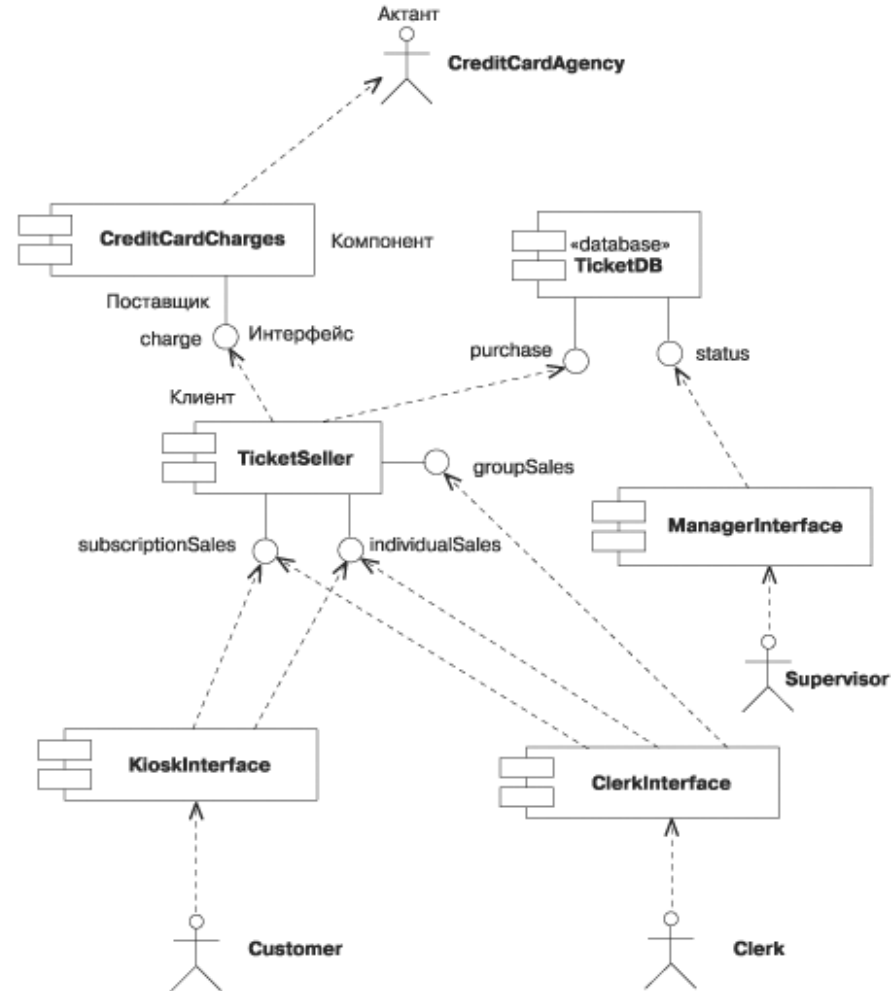 Актант
CreditCardAgency
CreditCardCharges
Компонент
«database»
TicketDB
Поставщик
charge
Интерфейс
purchase
status
Клиент
TicketSeller
groupSales
ManagerInterface
subscriptionSales
individualSales
Supervisor
KioskInterface
ClerkInterface
Customer
Clerk